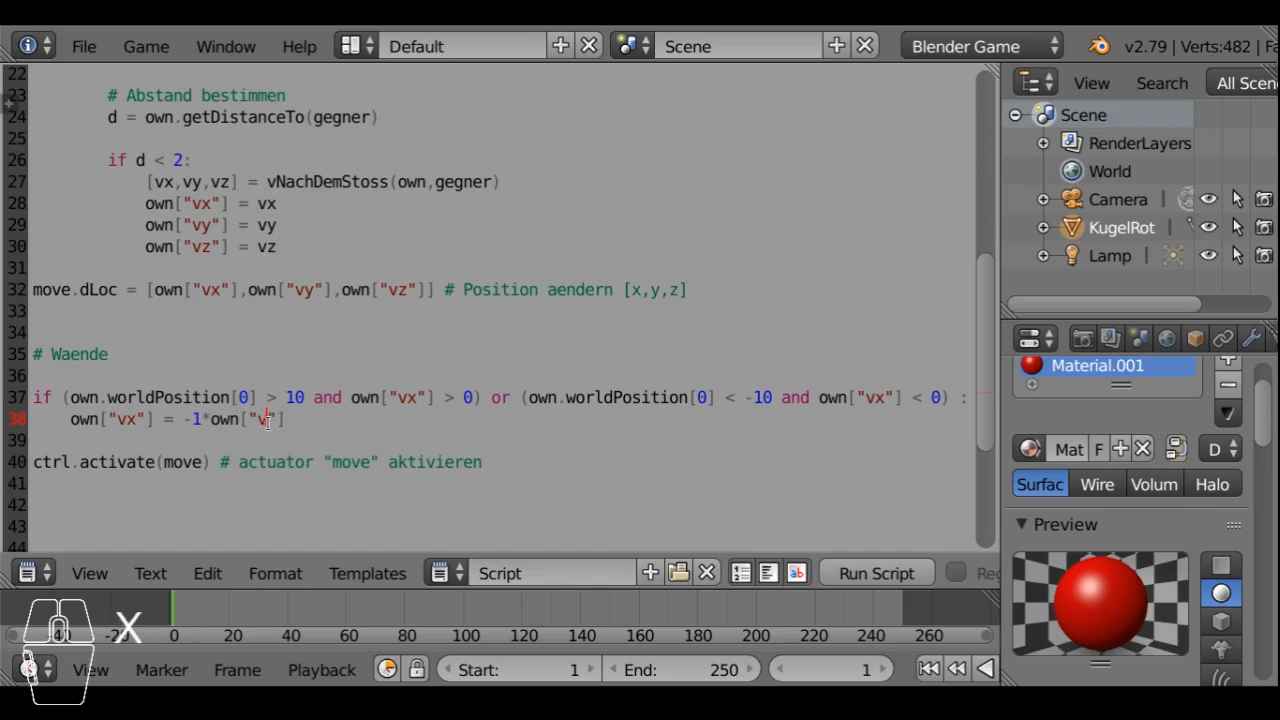 File Game Window Help Default Scene Blender Game v2.79 | Verts:482 | Fa
22
23 # Abstand bestimmen
24 d = own.getDistanceTo(gegner)
25
26 if d < 2:
27 [vx,vy,vz] = vNachDemStoss(own,gegner)
28 own["vx"] = vx
29 own["vy"] = vy
30 own["vz"] = vz
31
32 move.dLoc = [own["vx"],own["vy"],own["vz"]] # Position aendern [x,y,z]
33
34
35 # Waende
36
37 if (own.worldPosition[0] > 10 and own["vx"] > 0) or (own.worldPosition[0] < -10 and own["vx"] < 0) :
38 own["vx"] = -1*own["v"]
39
40 ctrl.activate(move) # actuator "move" aktivieren
41
42
43
44
View Text Edit Format Templates Script Run Script Reg
-40 -20 0 20 40 60 80 100 120 140 160 180 200 220 240 260
View Marker Frame Playback Start: 1 End: 250 1
X
View Search All Scen
Scene
RenderLayers
World
Camera
KugelRot
Lamp
Material.001
Mat F D
Surfac Wire Volum Halo
Preview